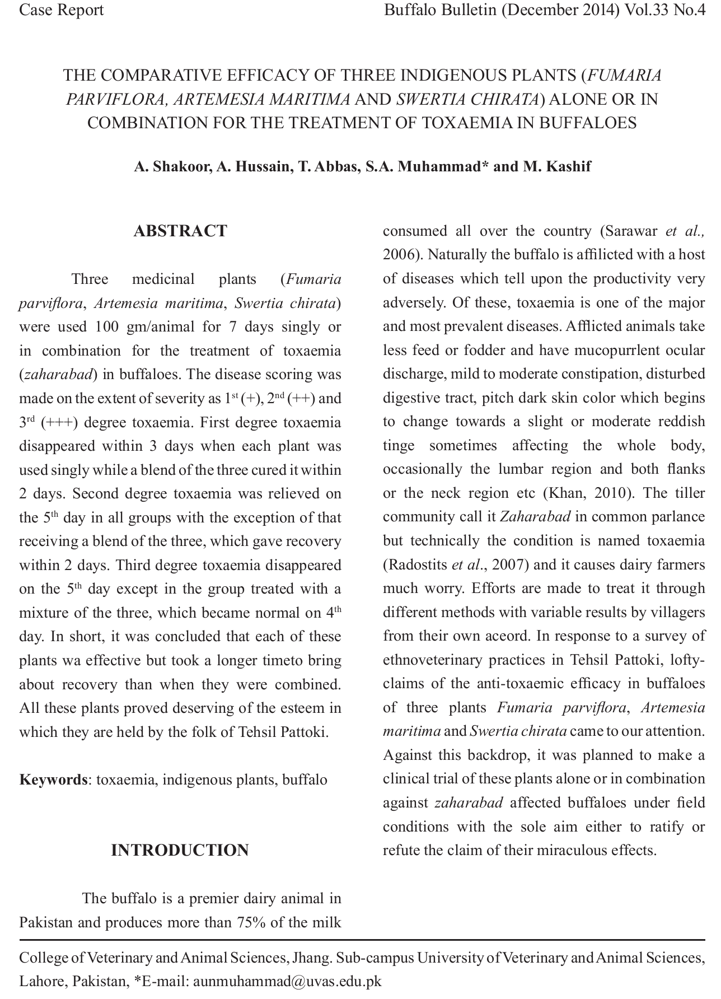 Case Report
Buffalo Bulletin (December 2014) Vol.33 No.4
THE COMPARATIVE EFFICACY OF THREE INDIGENOUS PLANTS (FUMARIA
PARVIFLORA, ARTEMESIA MARITIMA AND SWERTIA CHIRATA) ALONE OR IN
COMBINATION FOR THE TREATMENT OF TOXAEMIA IN BUFFALOES
A. Shakoor, A. Hussain, T. Abbas, S.A. Muhammad* and M. Kashif
ABSTRACT
Three medicinal plants (Fumaria
parviflora, Artemesia maritima, Swertia chirata)
were used 100 gm/animal for 7 days singly or
in combination for the treatment of toxaemia
(zaharabad) in buffaloes. The disease scoring was
made on the extent of severity as 1st (+), 2nd (++) and
3rd (+++) degree toxaemia. First degree toxaemia
disappeared within 3 days when each plant was
used singly while a blend of the three cured it within
2 days. Second degree toxaemia was relieved on
the 5th day in all groups with the exception of that
receiving a blend of the three, which gave recovery
within 2 days. Third degree toxaemia disappeared
on the 5th day except in the group treated with a
mixture of the three, which became normal on 4th
day. In short, it was concluded that each of these
plants wa effective but took a longer timeto bring
about recovery than when they were combined.
All these plants proved deserving of the esteem in
which they are held by the folk of Tehsil Pattoki.
Keywords: toxaemia, indigenous plants, buffalo
INTRODUCTION
The buffalo is a premier dairy animal in
Pakistan and produces more than 75% of the milk
consumed all over the country (Sarawar et al.,
2006). Naturally the buffalo is affilicted with a host
of diseases which tell upon the productivity very
adversely. Of these, toxaemia is one of the major
and most prevalent diseases. Afflicted animals take
less feed or fodder and have mucopurrlent ocular
discharge, mild to moderate constipation, disturbed
digestive tract, pitch dark skin color which begins
to change towards a slight or moderate reddish
tinge sometimes affecting the whole body,
occasionally the lumbar region and both flanks
or the neck region etc (Khan, 2010). The tiller
community call it Zaharabad in common parlance
but technically the condition is named toxaemia
(Radostits et al., 2007) and it causes dairy farmers
much worry. Efforts are made to treat it through
different methods with variable results by villagers
from their own aceord. In response to a survey of
ethnoveterinary practices in Tehsil Pattoki, lofty-
claims of the anti-toxaemic efficacy in buffaloes
of three plants Fumaria parviflora, Artemesia
maritima and Swertia chirata came to our attention.
Against this backdrop, it was planned to make a
clinical trial of these plants alone or in combination
against zaharabad affected buffaloes under field
conditions with the sole aim either to ratify or
refute the claim of their miraculous effects.
College of Veterinary and Animal Sciences, Jhang. Sub-campus University of Veterinary and Animal Sciences,
Lahore, Pakistan, *E-mail: aunmuhammad@uvas.edu.pk